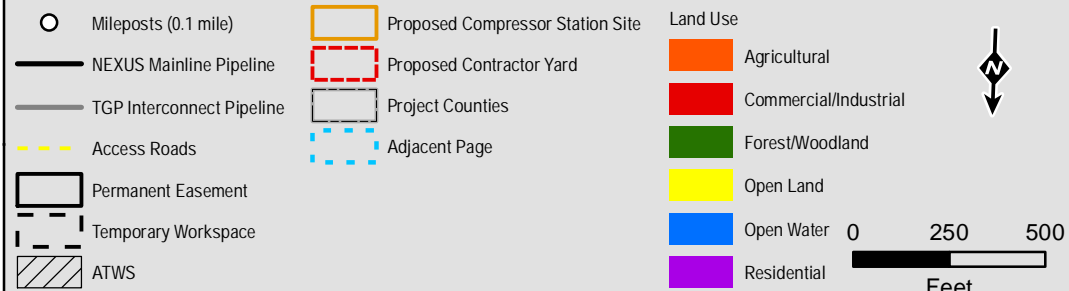 Mileposts (0.1 mile)
NEXUS Mainline Pipeline
TGP Interconnect Pipeline
Access Roads
Permanent Easement
Temporary Workspace
ATWS
Proposed Compressor Station Site
Proposed Contractor Yard
Project Counties
Adjacent Page
Land Use
Agricultural
Commercial/Industrial
Forest/Woodland
Open Land
Open Water
Residential
N
0 250 500
Feet